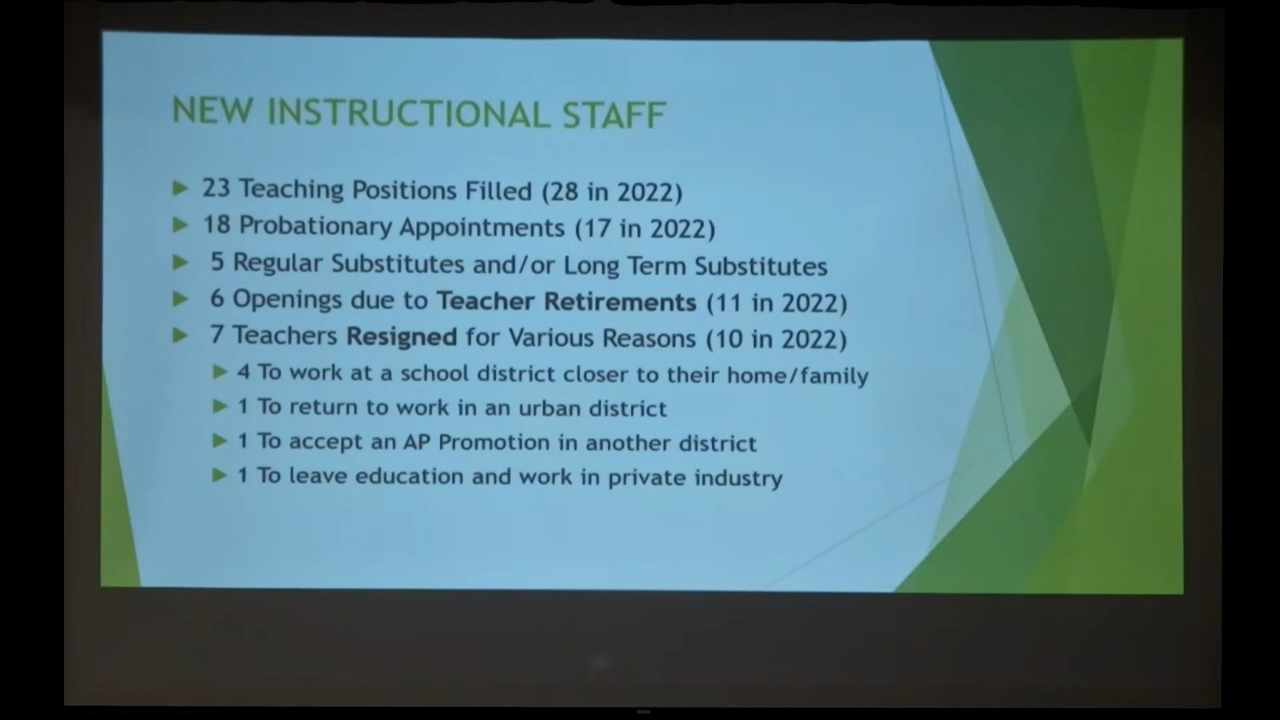 NEW INSTRUCTIONAL STAFF
23 Teaching Positions Filled (28 in 2022)
18 Probationary Appointments (17 in 2022)
5 Regular Substitutes and/or Long Term Substitutes
6 Openings due to Teacher Retirements (11 in 2022)
7 Teachers Resigned for Various Reasons (10 in 2022)
4 To work at a school district closer to their home/family
1 To return to work in an urban district
1 To accept an AP Promotion in another district
1 To leave education and work in private industry